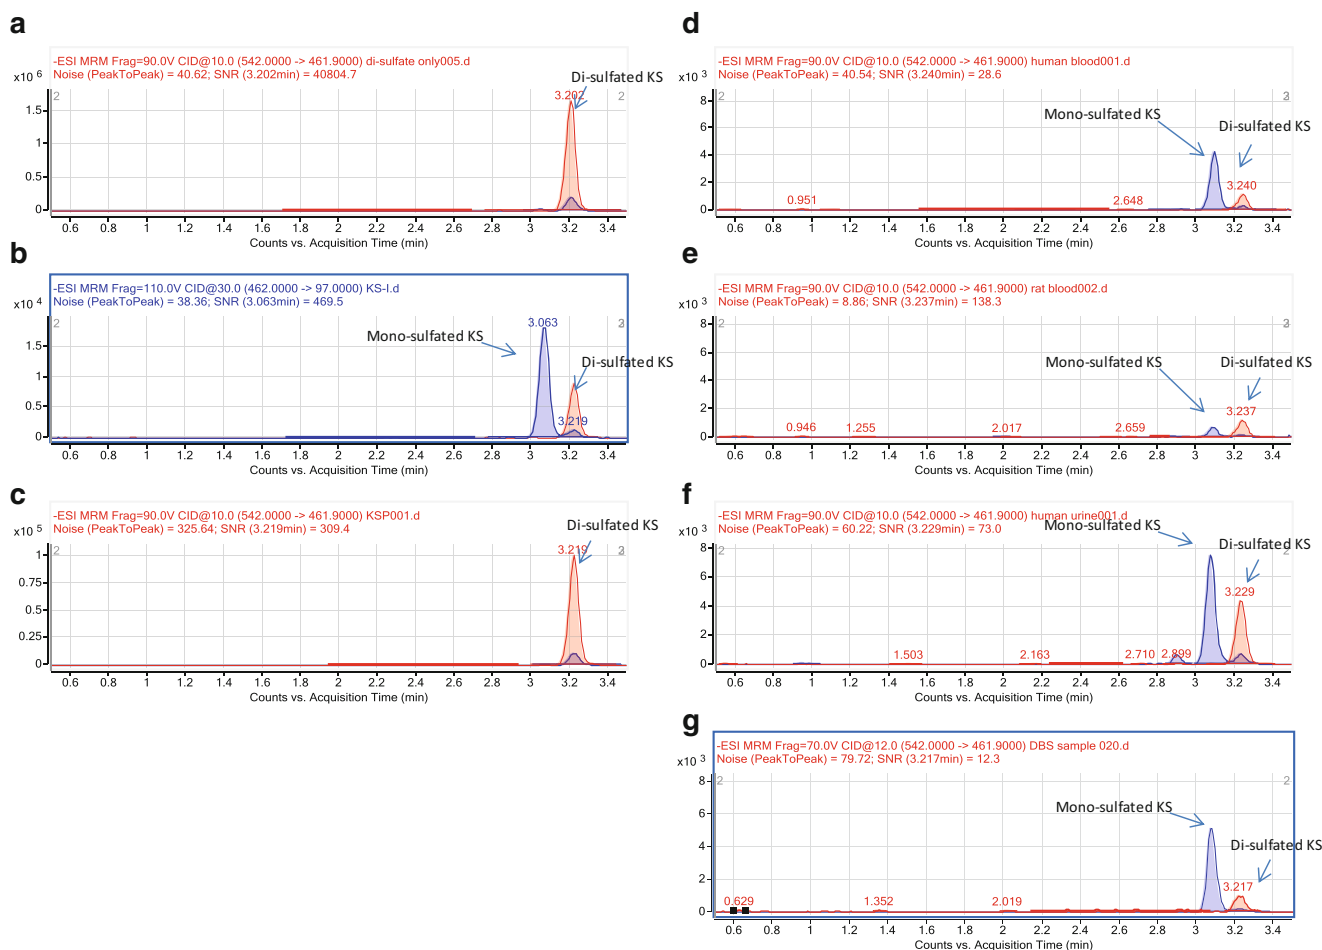 a
-ESI MRM Frag=90.0V CID@10.0 (542.0000 -> 461.9000) di-sulfate only005.d
Noise (PeakToPeak) = 40.62; SNR (3.202min) = 40804.7
x10 6
Di-sulfated KS
3.202
2 2
1.5
1
0.5
0
0.6 0.8 1 1.2 1.4 1.6 1.8 2 2.2 2.4 2.6 2.8 3 3.2 3.4
Counts vs. Acquisition Time (min)
b
-ESI MRM Frag=110.0V CID@30.0 (462.0000 -> 97.0000) KS-I.d
Noise (PeakToPeak) = 38.36; SNR (3.063min) = 469.5
x10 4
2
3.063
Mono-sulfated KS
Di-sulfated KS
3.219
1.5
1
0.5
0
0.6 0.8 1 1.2 1.4 1.6 1.8 2 2.2 2.4 2.6 2.8 3 3.2 3.4
Counts vs. Acquisition Time (min)
c
-ESI MRM Frag=90.0V CID@10.0 (542.0000 -> 461.9000) KSP001.d
Noise (PeakToPeak) = 325.64; SNR (3.219min) = 309.4
x10 5
Di-sulfated KS
3.219
2
1
0.75
0.5
0.25
0
0.6 0.8 1 1.2 1.4 1.6 1.8 2 2.2 2.4 2.6 2.8 3 3.2 3.4
Counts vs. Acquisition Time (min)
d
-ESI MRM Frag=90.0V CID@10.0 (542.0000 -> 461.9000) human blood001.d
Noise (PeakToPeak) = 40.54; SNR (3.240min) = 28.6
x10 3
2
Mono-sulfated KS
Di-sulfated KS
8
6
4
2
0
0.951 2.648 3.240
0.6 0.8 1 1.2 1.4 1.6 1.8 2 2.2 2.4 2.6 2.8 3 3.2 3.4
Counts vs. Acquisition Time (min)
e
-ESI MRM Frag=90.0V CID@10.0 (542.0000 -> 461.9000) rat blood002.d
Noise (PeakToPeak) = 8.86; SNR (3.237min) = 138.3
x10 3
2
Mono-sulfated KS
Di-sulfated KS
8
6
4
2
0
0.946 1.255 2.017 2.659 3.237
0.6 0.8 1 1.2 1.4 1.6 1.8 2 2.2 2.4 2.6 2.8 3 3.2 3.4
Counts vs. Acquisition Time (min)
f
-ESI MRM Frag=90.0V CID@10.0 (542.0000 -> 461.9000) human urine001.d
Noise (PeakToPeak) = 60.22; SNR (3.229min) = 73.0
x10 3
2
Mono-sulfated KS
Di-sulfated KS
8
6
4
2
0
1.503 2.163 2.710 2.899 3.229
0.6 0.8 1 1.2 1.4 1.6 1.8 2 2.2 2.4 2.6 2.8 3 3.2 3.4
Counts vs. Acquisition Time (min)
g
-ESI MRM Frag=70.0V CID@12.0 (542.0000 -> 461.9000) DBS sample 020.d
Noise (PeakToPeak) = 79.72; SNR (3.217min) = 12.3
x10 3
2 2
Mono-sulfated KS
Di-sulfated KS
8
6
4
2
0
0.629 1.352 2.019 3.217
0.6 0.8 1 1.2 1.4 1.6 1.8 2 2.2 2.4 2.6 2.8 3 3.2 3.4
Counts vs. Acquisition Time (min)